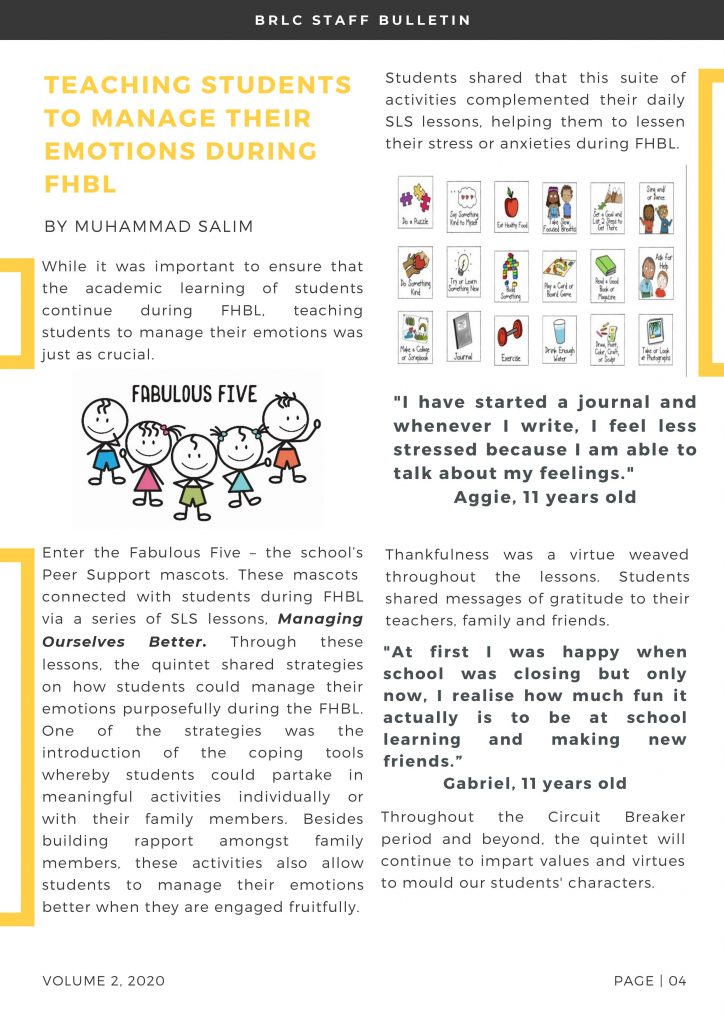 BRLC STAFF BULLETIN
TEACHING STUDENTS
TO MANAGE THEIR
EMOTIONS DURING
FHBL
BY MUHAMMAD SALIM
While it was important to ensure that
the academic learning of students
continue during FHBL, teaching
students to manage their emotions was
just as crucial.
FABULOUS FIVE
Enter the Fabulous Five – the school's
Peer Support mascots. These mascots
connected with students during FHBL
via a series of SLS lessons, Managing
Ourselves Better. Through these
lessons, the quintet shared strategies
on how students could manage their
emotions purposefully during the FHBL.
One of the strategies was the
introduction of the coping tools
whereby students could partake in
meaningful activities individually or
with their family members. Besides
building rapport amongst family
members, these activities also allow
students to manage their emotions
better when they are engaged fruitfully.
Students shared that this suite of
activities complemented their daily
SLS lessons, helping them to lessen
their stress or anxieties during FHBL.
Do a Puzzle
Say Something
Kind to Myself
Eat Healthy Food
Take Slow,
Focused Breaths
Set a Goal and
List 3 Steps to
Get There
Sing and/
or Dance
Do Something
Kind
Try or Learn
Something New
Build
Something
Play a Card or
Board Game
Read a Good
Book or
Magazine
Ask for
Help
Make a Collage
or Scrapbook
Journal
Exercise
Drink Enough
Water
Draw, Paint,
Color, Craft,
or Sculpt
Take or Look
at Photographs
"I have started a journal and
whenever I write, I feel less
stressed because I am able to
talk about my feelings."
Aggie, 11 years old
Thankfulness was a virtue weaved
throughout the lessons. Students
shared messages of gratitude to their
teachers, family and friends.
"At first I was happy when
school was closing but only
now, I realise how much fun it
actually is to be at school
learning and making new
friends.”
Gabriel, 11 years old
Throughout the Circuit Breaker
period and beyond, the quintet will
continue to impart values and virtues
to mould our students' characters.
VOLUME 2, 2020
PAGE | 04